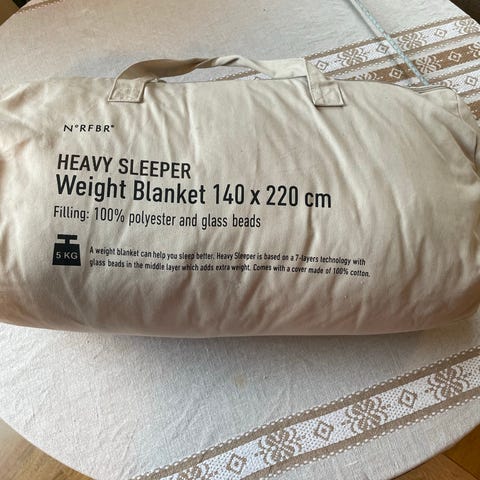 N°RFBR°
HEAVY SLEEPER
Weight Blanket 140 x 220 cm
Filling: 100% polyester and glass beads
5 KG
A weight blanket can help you sleep better. Heavy Sleeper is based on a 7-layers technology with
glass beads in the middle layer which adds extra weight. Comes with a cover made of 100% cotton.